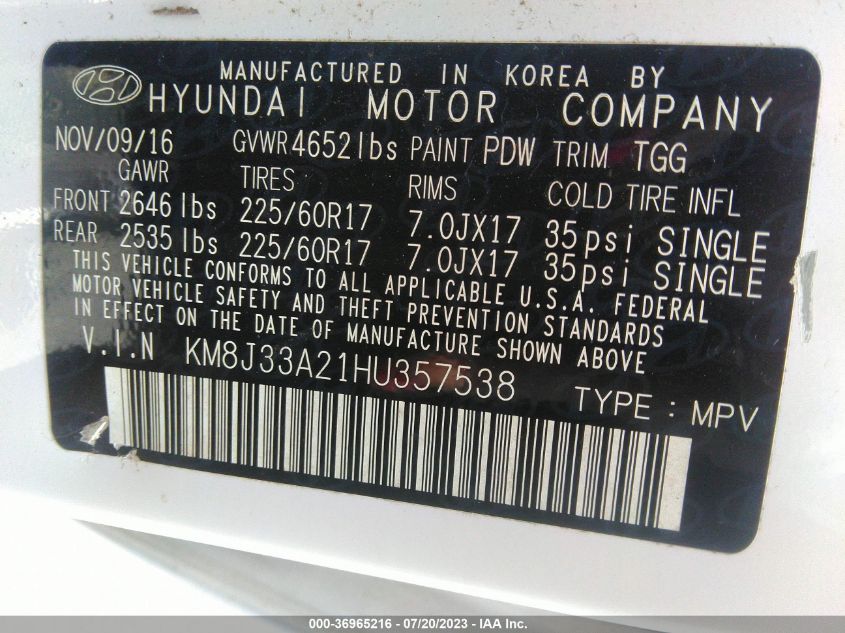 MANUFACTURED IN KOREA BY
HYUNDAI MOTOR COMPANY
NOV/09/16 GVWR 4652 lbs PAINT PDW TRIM TGG
GAWR TIRES RIMS COLD TIRE INFL
FRONT 2646 lbs 225/60R17 7.0JX17 35psi SINGLE
REAR 2535 lbs 225/60R17 7.0JX17 35psi SINGLE
THIS VEHICLE CONFORMS TO ALL APPLICABLE U.S.A. FEDERAL
MOTOR VEHICLE SAFETY AND THEFT PREVENTION STANDARDS
IN EFFECT ON THE DATE OF MANUFACTURE SHOWN ABOVE
V.I.N KM8J33A21HU357538
TYPE : MPV
000-36965216 - 07/20/2023 - IAA Inc.